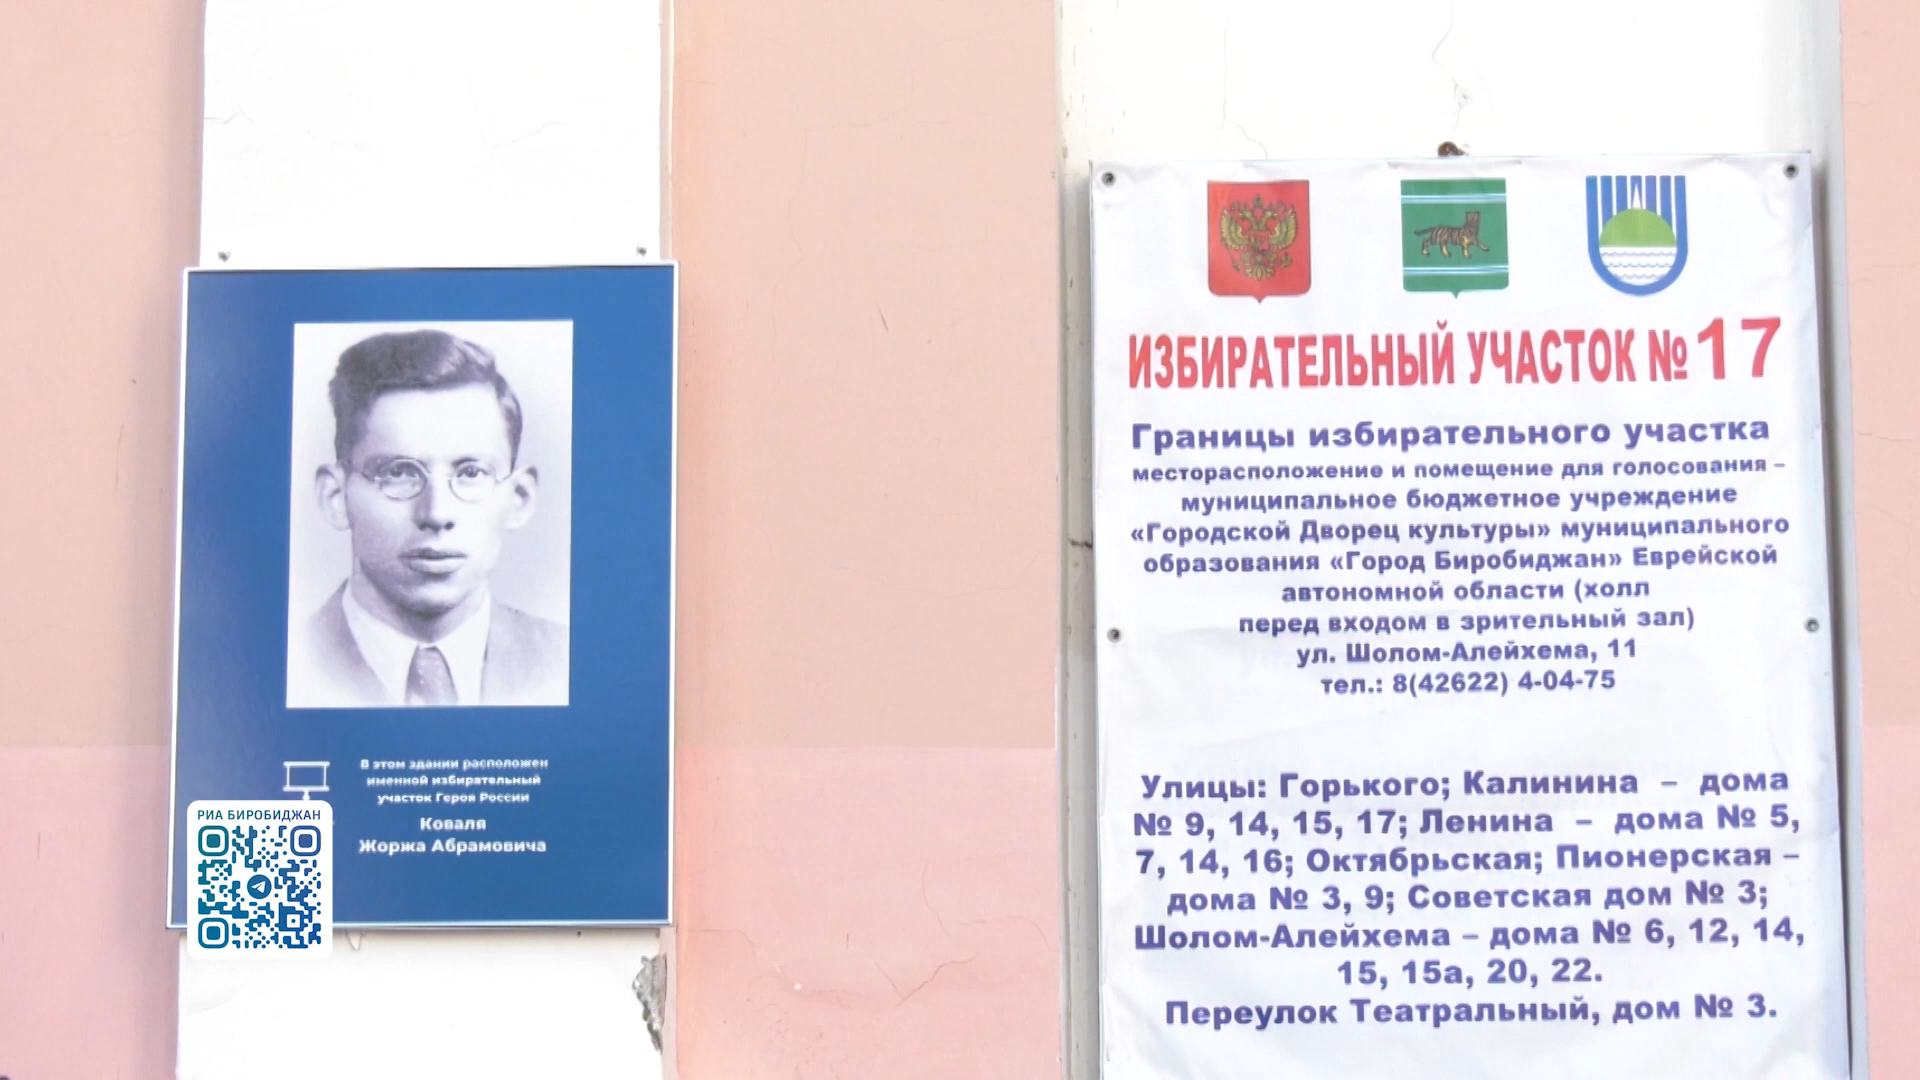 В этом здании расположен
именной избирательный
участок Героя России
Коваля
Жоржа Абрамовича
РИА БИРОБИДЖАН
ИЗБИРАТЕЛЬНЫЙ УЧАСТОК № 17
Границы избирательного участка
месторасположение и помещение для голосования –
муниципальное бюджетное учреждение
«Городской Дворец культуры» муниципального
образования «Город Биробиджан» Еврейской
автономной области (холл
перед входом в зрительный зал)
ул. Шолом-Алейхема, 11
тел.: 8(42622) 4-04-75
Улицы: Горького; Калинина – дома
№ 9, 14, 15, 17; Ленина – дома № 5,
7, 14, 16; Октябрьская; Пионерская –
дома № 3, 9; Советская дом № 3;
Шолом-Алейхема – дома № 6, 12, 14,
15, 15а, 20, 22.
Переулок Театральный, дом № 3.